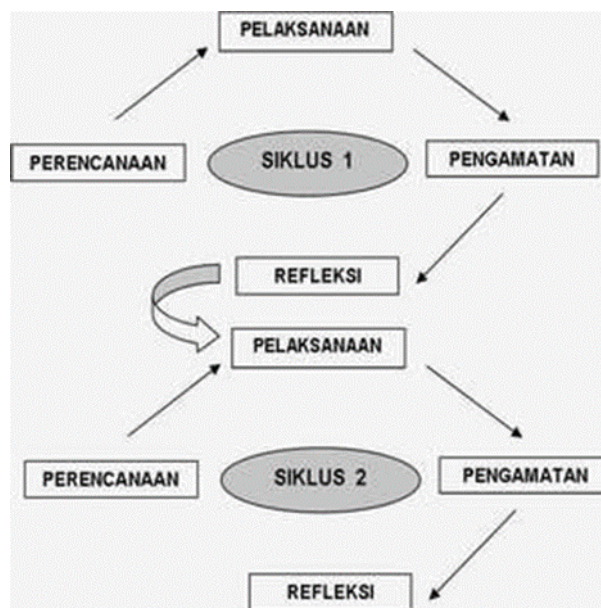 PELAKSANAAN
PERENCANAAN
SIKLUS 1
PENGAMATAN
REFLEKSI
PELAKSANAAN
PERENCANAAN
SIKLUS 2
PENGAMATAN
REFLEKSI